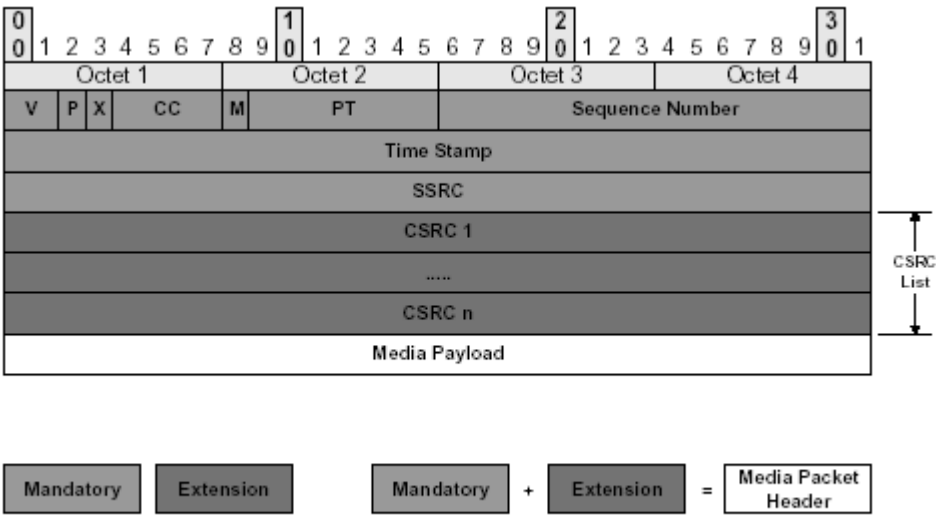 0 1 2 3
0 1 2 3 4 5 6 7 8 9 0 1 2 3 4 5 6 7 8 9 0 1 2 3 4 5 6 7 8 9 0 1
Octet 1 Octet 2 Octet 3 Octet 4
V P X CC M PT Sequence Number
Time Stamp
SSRC
CSRC 1
.....
CSRC n
CSRC
List
Media Payload
Mandatory Extension Mandatory + Extension = Media Packet
Header